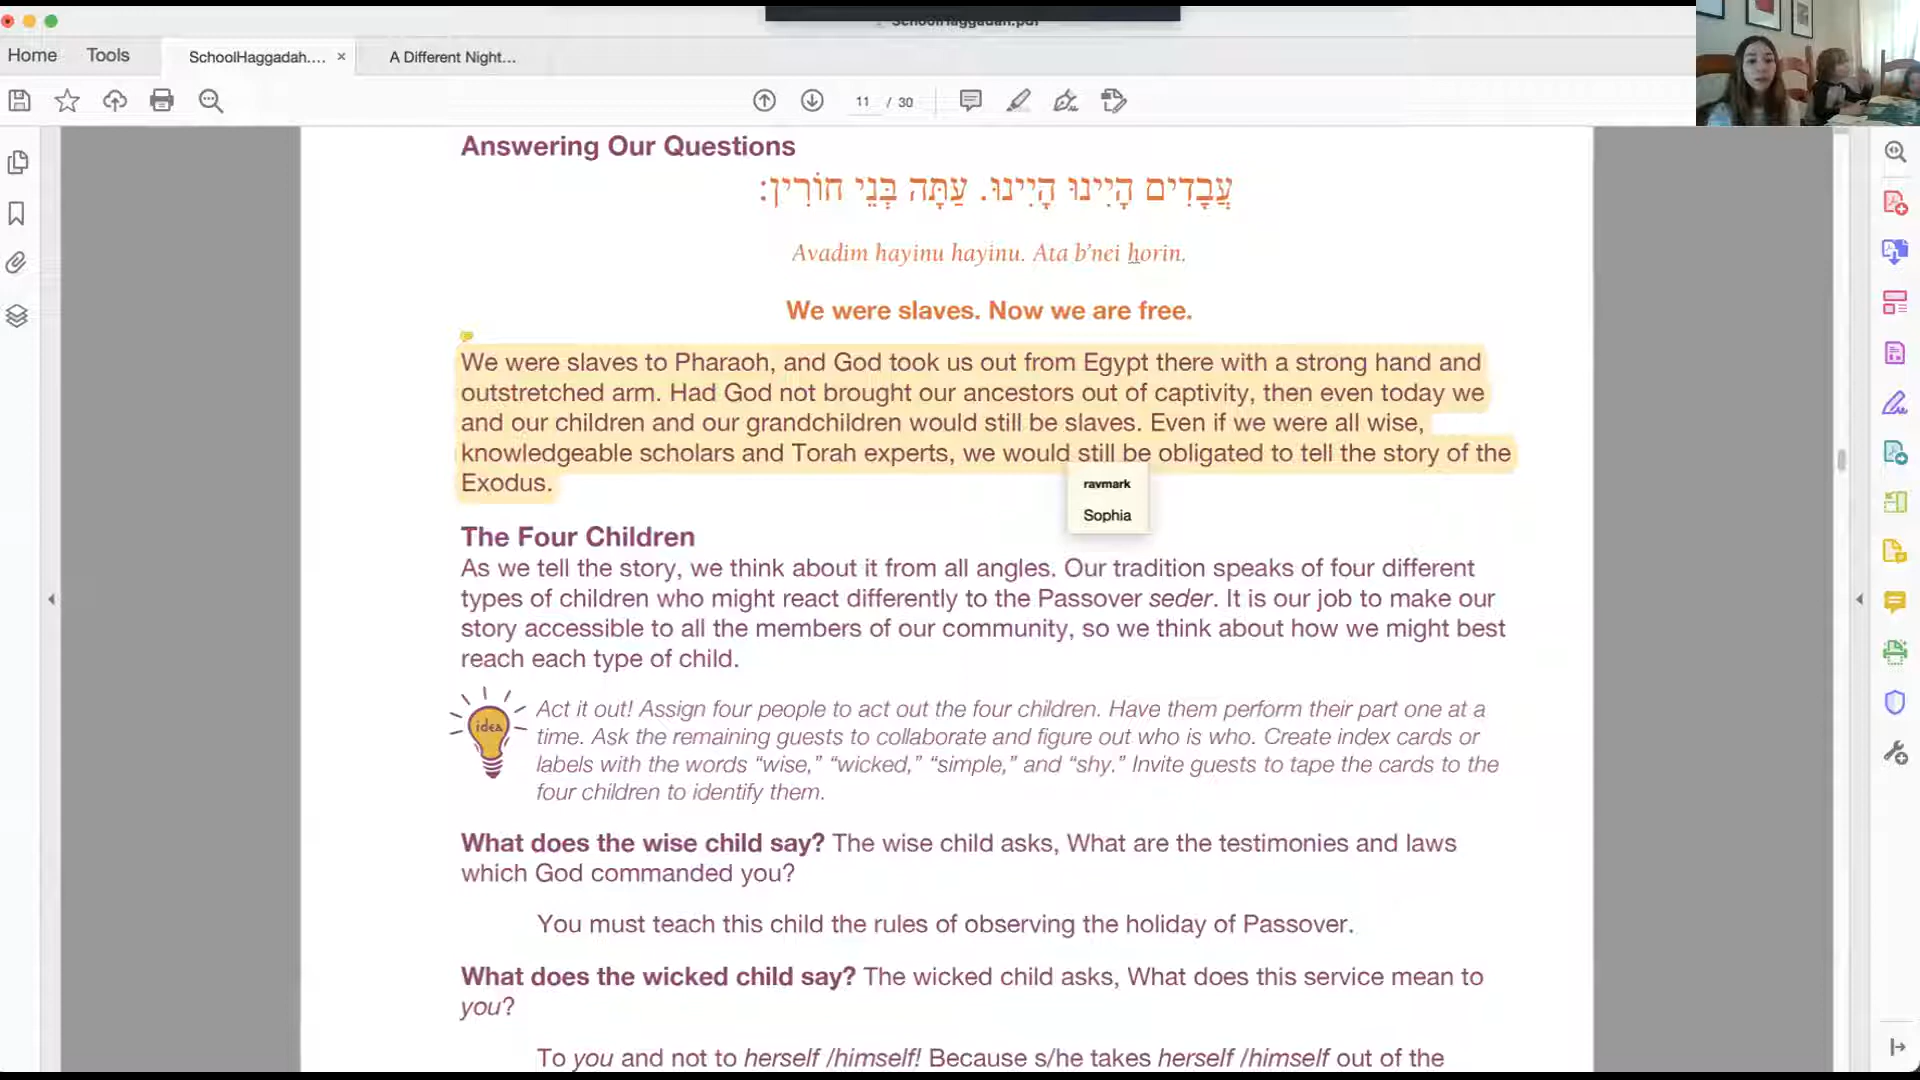 SchoolHaggadah.pdf
Home
Tools
SchoolHaggadah....
×
A Different Night...
11 / 30
Answering Our Questions
עֲבָדִים הָיִינוּ הָיִינוּ. עַתָּה בְּנֵי חוֹרִין:
Avadim hayinu hayinu. Ata b’nei horin.
We were slaves. Now we are free.
We were slaves to Pharaoh, and God took us out from Egypt there with a strong hand and
outstretched arm. Had God not brought our ancestors out of captivity, then even today we
and our children and our grandchildren would still be slaves. Even if we were all wise,
knowledgeable scholars and Torah experts, we would still be obligated to tell the story of the
Exodus.
ravmark
Sophia
The Four Children
As we tell the story, we think about it from all angles. Our tradition speaks of four different
types of children who might react differently to the Passover seder. It is our job to make our
story accessible to all the members of our community, so we think about how we might best
reach each type of child.
idea
Act it out! Assign four people to act out the four children. Have them perform their part one at a
time. Ask the remaining guests to collaborate and figure out who is who. Create index cards or
labels with the words “wise,” “wicked,” “simple,” and “shy.” Invite guests to tape the cards to the
four children to identify them.
What does the wise child say? The wise child asks, What are the testimonies and laws
which God commanded you?
You must teach this child the rules of observing the holiday of Passover.
What does the wicked child say? The wicked child asks, What does this service mean to
you?
To you and not to herself /himself! Because s/he takes herself /himself out of the